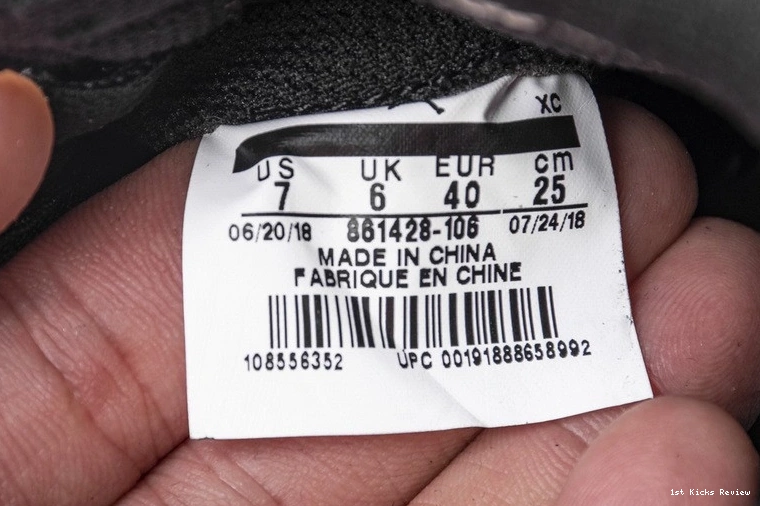 XC
US UK EUR cm
7 6 40 25
06/20/18 861428-106 07/24/18
MADE IN CHINA
FABRIQUE EN CHINE
108556352 UPC 00191888658992
1st Kicks Review